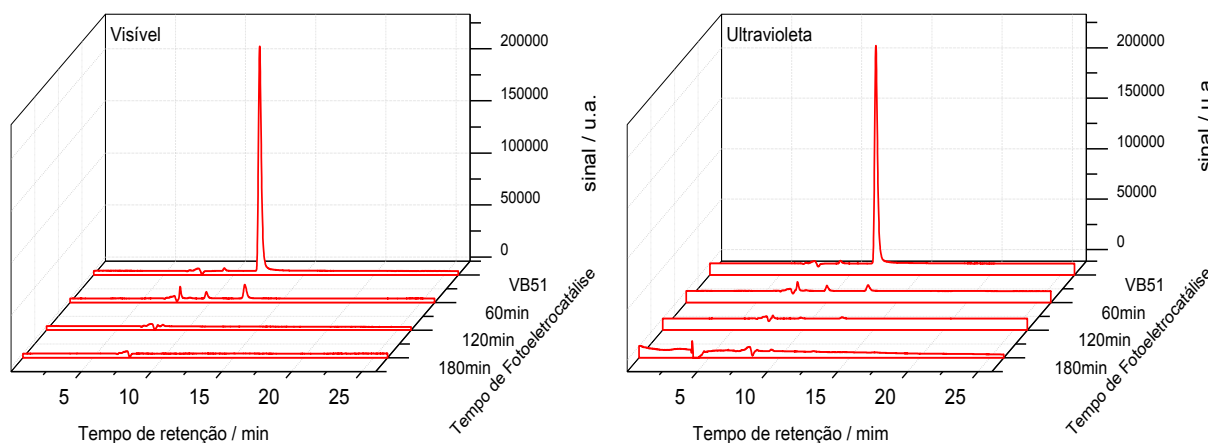 Visível
200000
150000
100000
50000
0
sinal / u.a.
VB51
60min
120min
180min
Tempo de Fotoeletrocatálise
5
10
15
20
25
Tempo de retenção / min
Ultravioleta
200000
150000
100000
50000
0
sinal / u.a
VB51
60min
120min
180min
Tempo de Fotoeletrocatálise
5
10
15
20
25
Tempo de retenção / mim